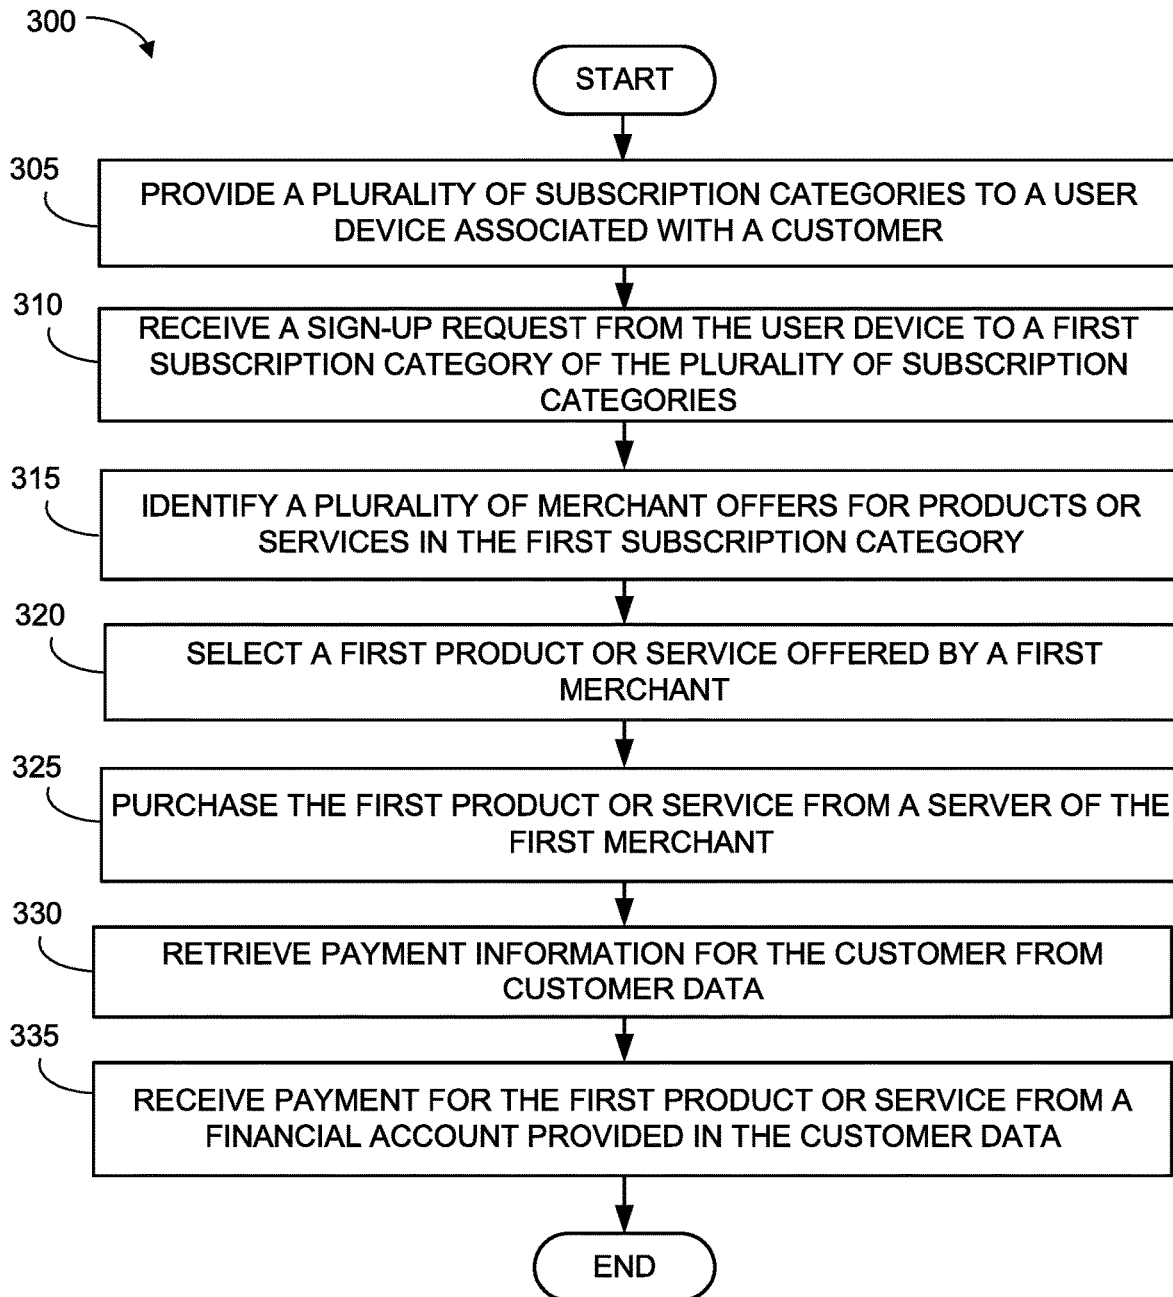 300
START
305
PROVIDE A PLURALITY OF SUBSCRIPTION CATEGORIES TO A USER
DEVICE ASSOCIATED WITH A CUSTOMER
310
RECEIVE A SIGN-UP REQUEST FROM THE USER DEVICE TO A FIRST
SUBSCRIPTION CATEGORY OF THE PLURALITY OF SUBSCRIPTION
CATEGORIES
315
IDENTIFY A PLURALITY OF MERCHANT OFFERS FOR PRODUCTS OR
SERVICES IN THE FIRST SUBSCRIPTION CATEGORY
320
SELECT A FIRST PRODUCT OR SERVICE OFFERED BY A FIRST
MERCHANT
325
PURCHASE THE FIRST PRODUCT OR SERVICE FROM A SERVER OF THE
FIRST MERCHANT
330
RETRIEVE PAYMENT INFORMATION FOR THE CUSTOMER FROM
CUSTOMER DATA
335
RECEIVE PAYMENT FOR THE FIRST PRODUCT OR SERVICE FROM A
FINANCIAL ACCOUNT PROVIDED IN THE CUSTOMER DATA
END